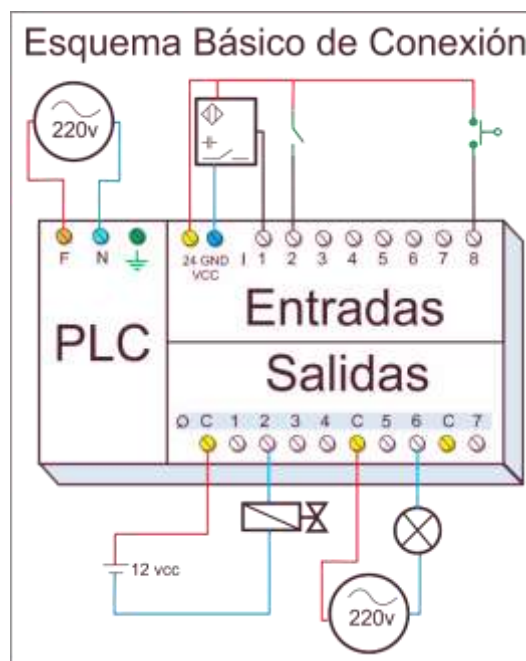 Esquema Básico de Conexión
220v
F N 24 GND I 1 2 3 4 5 6 7 8
VCC
PLC
Entradas
Salidas
Ø C 1 2 3 4 C 5 6 C 7
12 vcc
220v